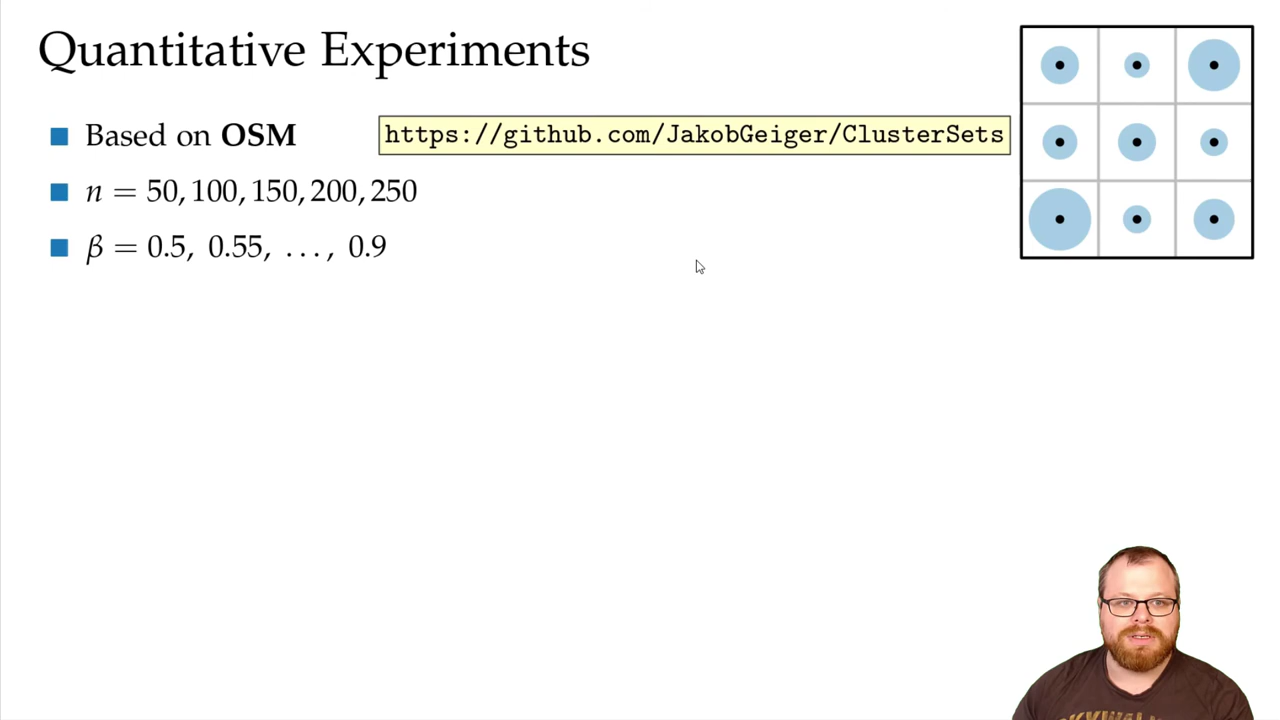 Quantitative Experiments
Based on OSM
https://github.com/JakobGeiger/ClusterSets
n = 50, 100, 150, 200, 250
β = 0.5, 0.55, …, 0.9